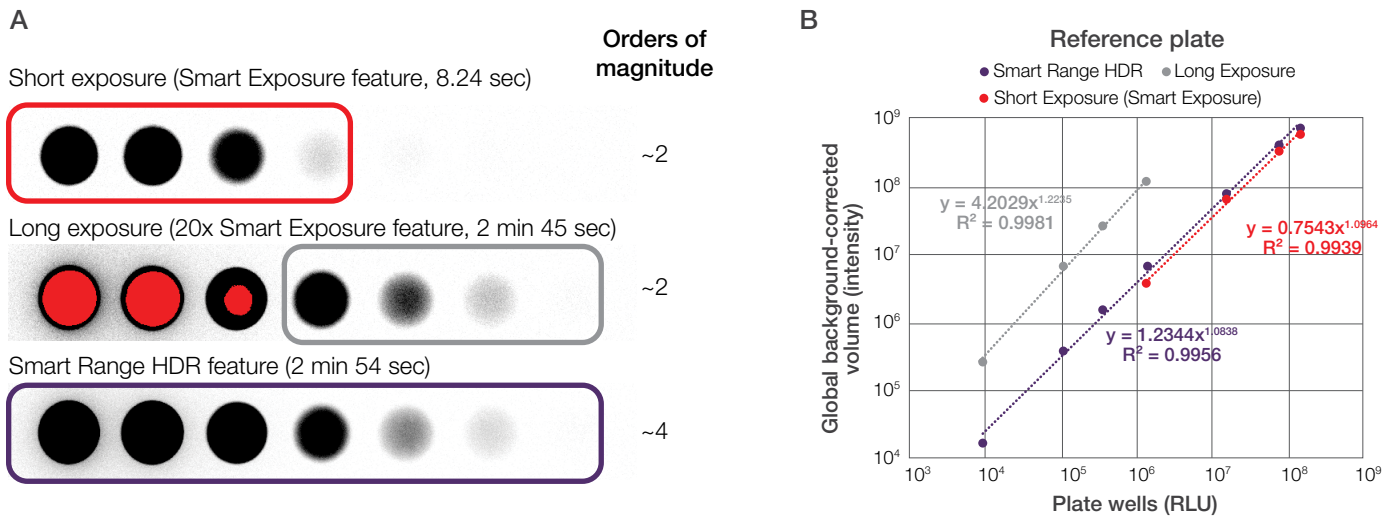 A
Orders of
magnitude
Short exposure (Smart Exposure feature, 8.24 sec)
~2
Long exposure (20x Smart Exposure feature, 2 min 45 sec)
~2
Smart Range HDR feature (2 min 54 sec)
~4
B
Reference plate
Smart Range HDR Long Exposure
Short Exposure (Smart Exposure)
Global background-corrected
volume (intensity)
10⁹
10⁸
10⁷
10⁶
10⁵
10⁴
y = 4.2029x¹·²²³⁵
R² = 0.9981
y = 0.7543x¹·⁰⁹⁶⁴
R² = 0.9939
y = 1.2344x¹·⁰⁸³⁸
R² = 0.9956
10³ 10⁴ 10⁵ 10⁶ 10⁷ 10⁸ 10⁹
Plate wells (RLU)